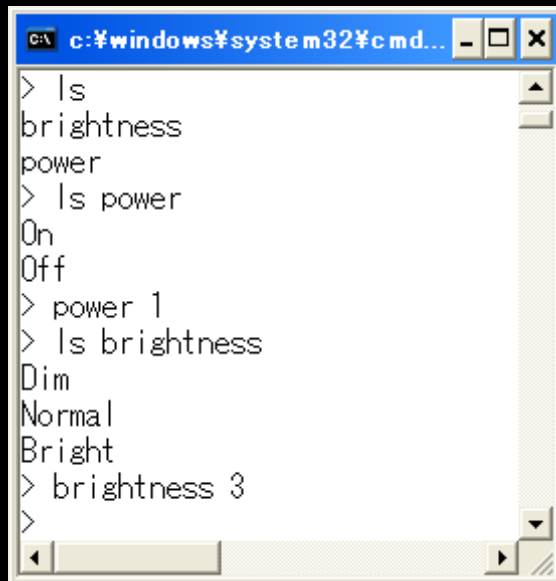 c:¥windows¥system32¥cmd...
> ls
brightness
power
> ls power
On
Off
> power 1
> ls brightness
Dim
Normal
Bright
> brightness 3
>